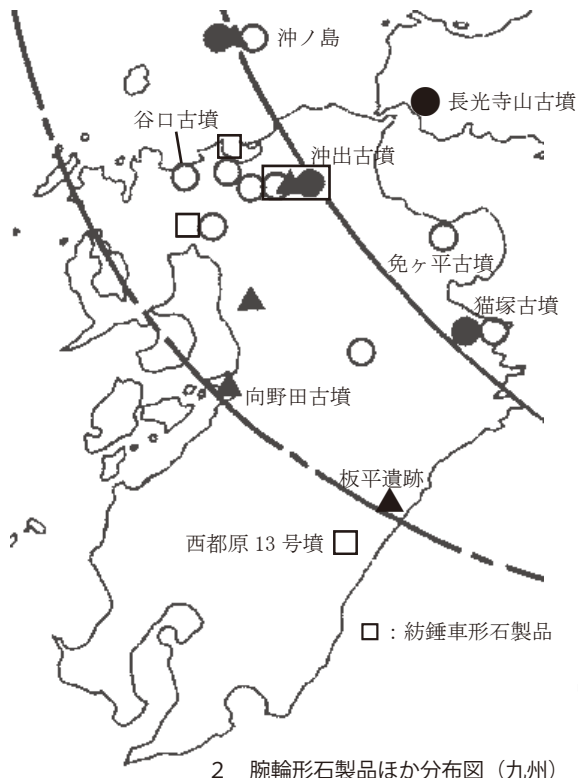 沖ノ島
長光寺山古墳
谷口古墳
沖出古墳
免ヶ平古墳
猫塚古墳
向野田古墳
板平遺跡
西都原 13 号墳
□：紡錘車形石製品
2 腕輪形石製品ほか分布図（九州）